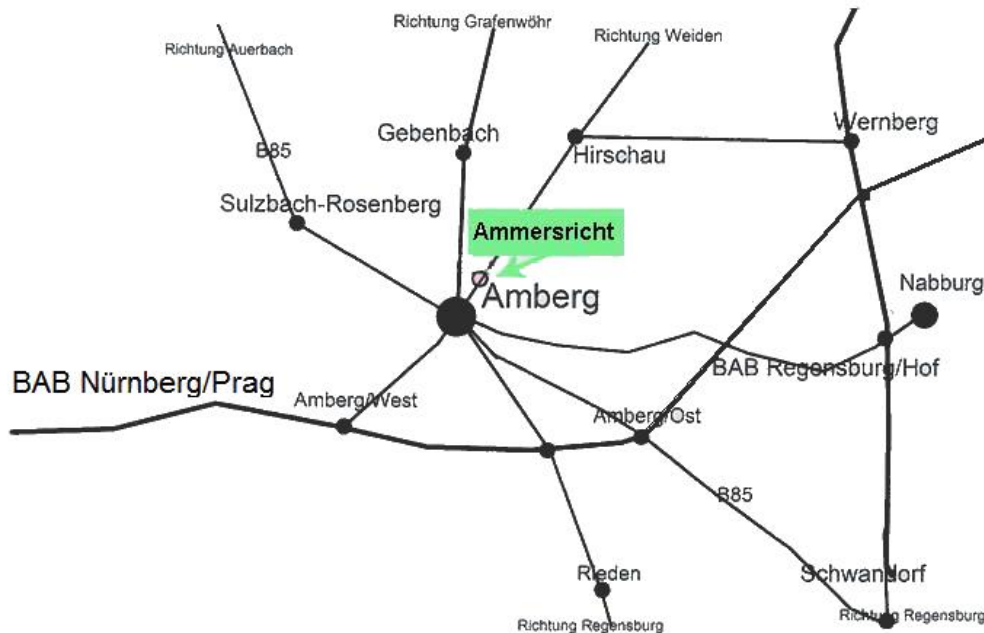 Richtung Grafenwöhr
Richtung Weiden
Richtung Auerbach
Wernberg
Gebenbach
Hirschau
B85
Sulzbach-Rosenberg
Ammersricht
Nabburg
Amberg
BAB Regensburg/Hof
BAB Nürnberg/Prag
Amberg/West
Amberg/Ost
B85
Rieden
Schwandorf
Richtung Regensburg
Richtung Regensburg